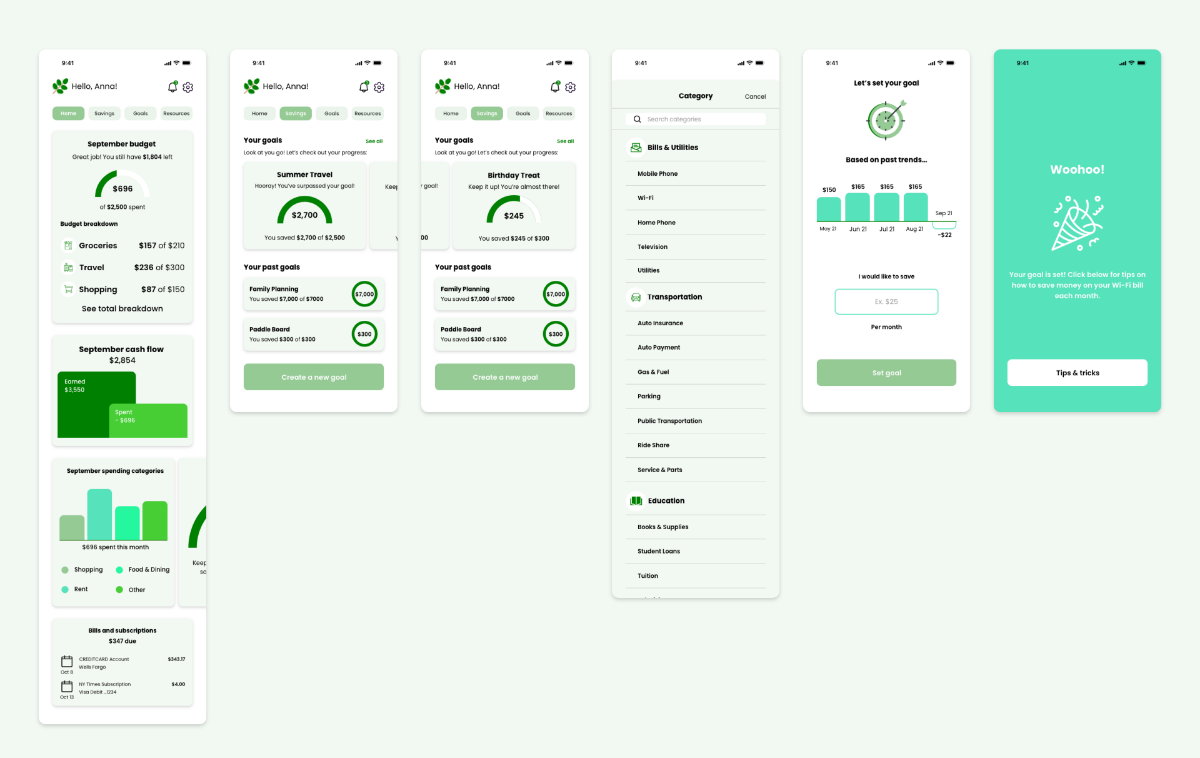 9:41
Hello, Anna!
Home
Savings
Goals
Resources
September budget
Great job! You still have $1,804 left
$696
of $2,500 spent
Budget breakdown
Groceries
$157 of $210
Travel
$236 of $300
Shopping
$87 of $150
See total breakdown
September cash flow
$2,854
Earned
$3,550
Spent
- $696
September spending categories
$696 spent this month
Shopping
Food & Dining
Rent
Other
Keep
so
Bills and subscriptions
$347 due
CREDITCARD Account
$343.17
Wells Fargo
Oct 8
NY Times Subscription
$4.00
Visa Debit ...1234
Oct 13
9:41
Hello, Anna!
Home
Savings
Goals
Resources
Your goals
See all
Look at you go! Let's check out your progress:
Summer Travel
Hooray! You've surpassed your goal!
$2,700
You saved $2,700 of $2,500
Keep
You
Your past goals
Family Planning
You saved $7,000 of $7000
$7,000
Paddle Board
You saved $300 of $300
$300
Create a new goal
9:41
Hello, Anna!
Home
Savings
Goals
Resources
Your goals
See all
Look at you go! Let's check out your progress:
r goal!
00
Birthday Treat
Keep it up! You're almost there!
$245
You saved $245 of $300
Your past goals
Family Planning
You saved $7,000 of $7000
$7,000
Paddle Board
You saved $300 of $300
$300
Create a new goal
9:41
Category
Cancel
Search categories
Bills & Utilities
Mobile Phone
Wi-Fi
Home Phone
Television
Utilities
Transportation
Auto Insurance
Auto Payment
Gas & Fuel
Parking
Public Transportation
Ride Share
Service & Parts
Education
Books & Supplies
Student Loans
Tuition
9:41
Let's set your goal
Based on past trends...
$150
$165
$165
$165
Sep 21
May 21
Jun 21
Jul 21
Aug 21
-$22
I would like to save
Ex. $25
Per month
Set goal
9:41
Woohoo!
Your goal is set! Click below for tips on
how to save money on your Wi-Fi bill
each month.
Tips & tricks